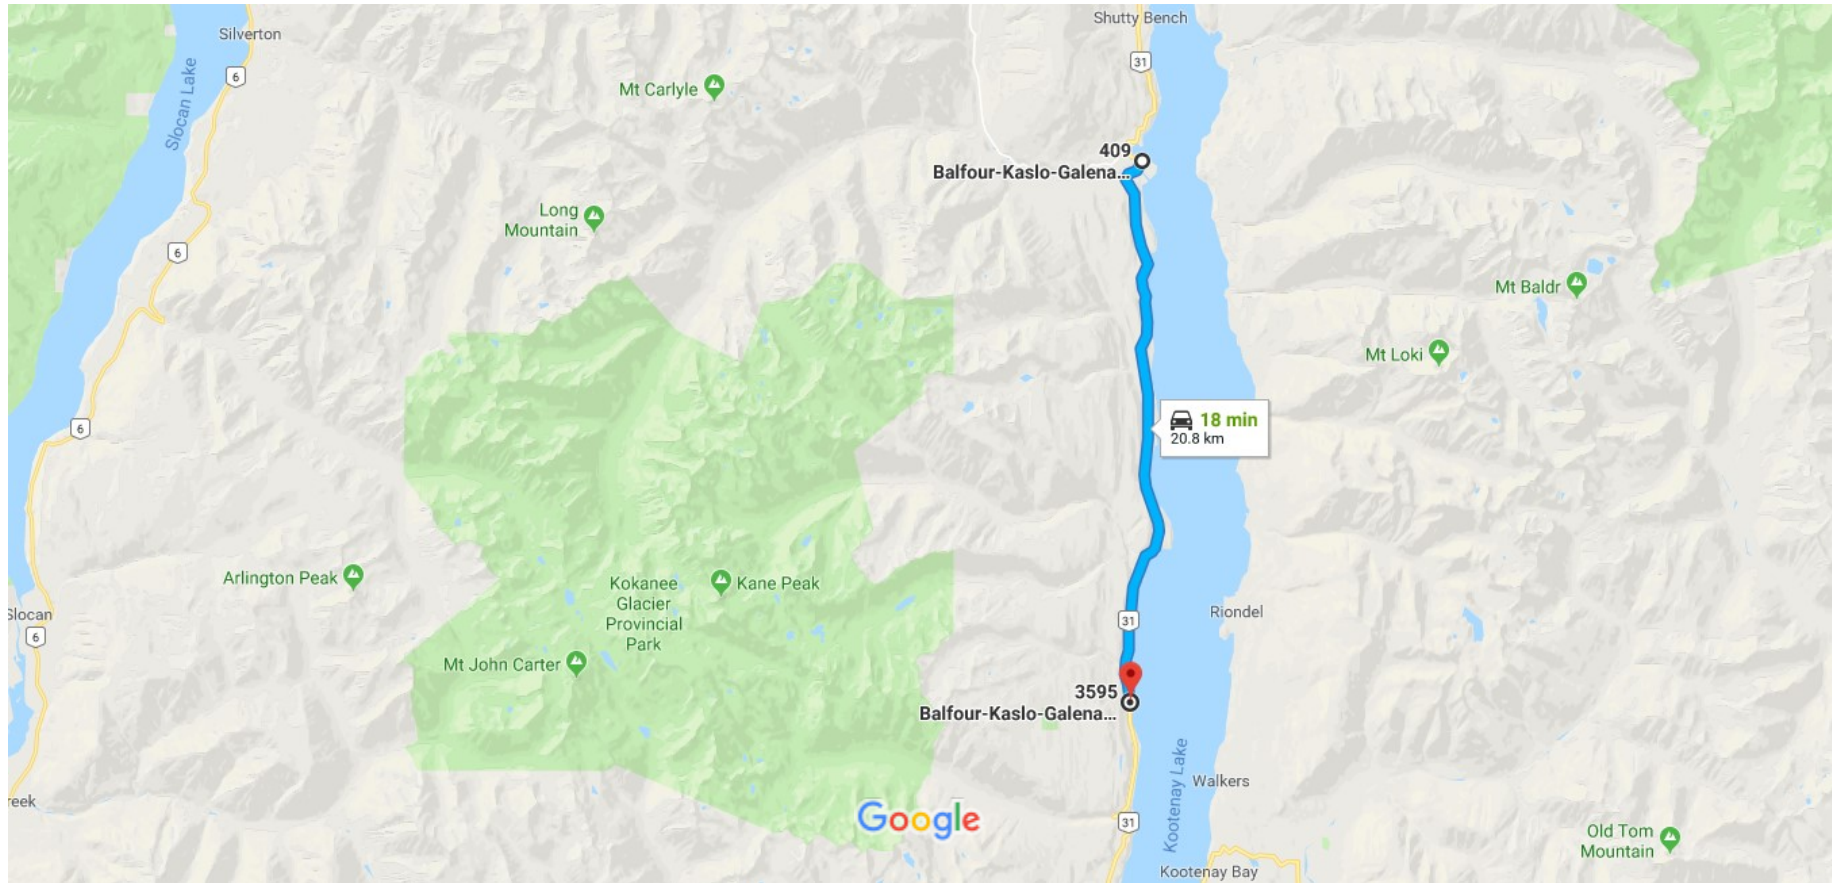 Shutty Bench
Silverton
31
6
Slocan Lake
Mt Carlyle
409
Balfour-Kaslo-Galena...
Long
Mountain
6
Mt Baldr
Mt Loki
18 min
20.8 km
6
Arlington Peak
Kokanee
Glacier
Provincial
Park
Kane Peak
Slocan
6
31
Riondel
Mt John Carter
3595
Balfour-Kaslo-Galena...
Kootenay Lake
Walkers
reek
Google
31
Old Tom
Mountain
Kootenay Bay